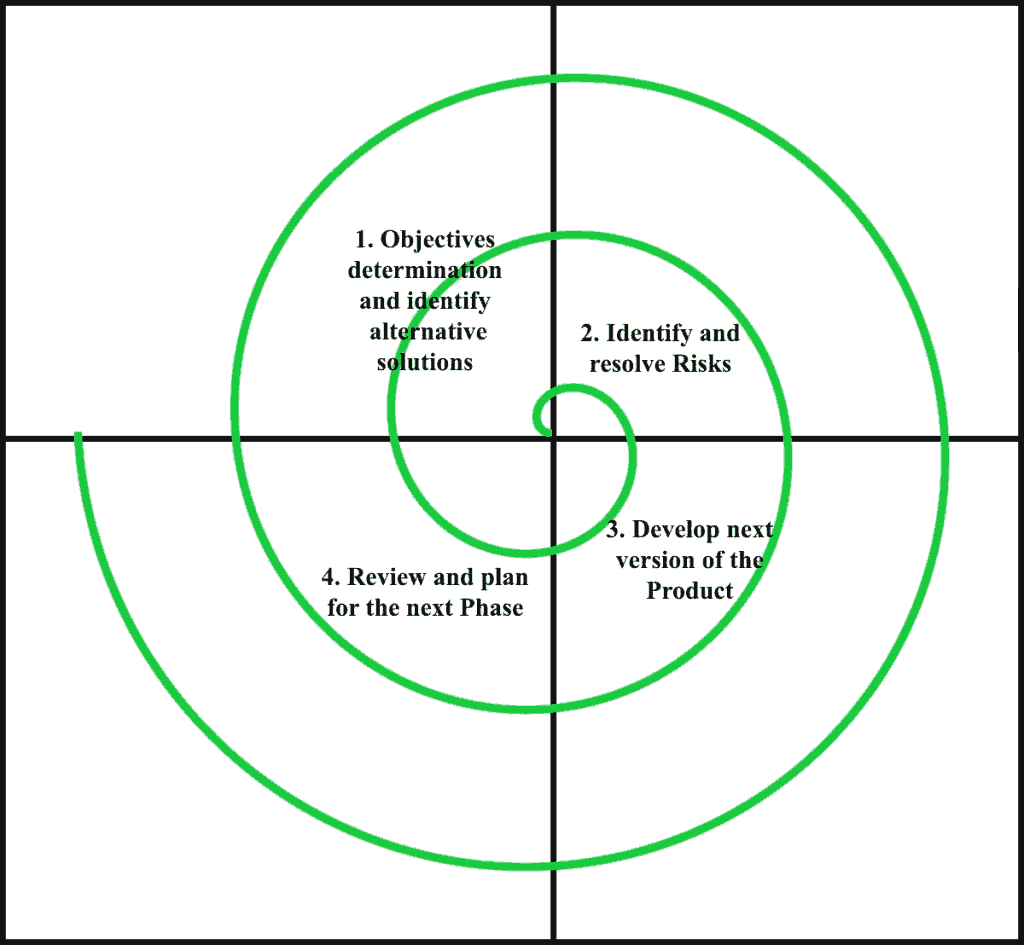 1. Objectives
determination
and identify
alternative
solutions
2. Identify and
resolve Risks
3. Develop next
version of the
Product
4. Review and plan
for the next Phase